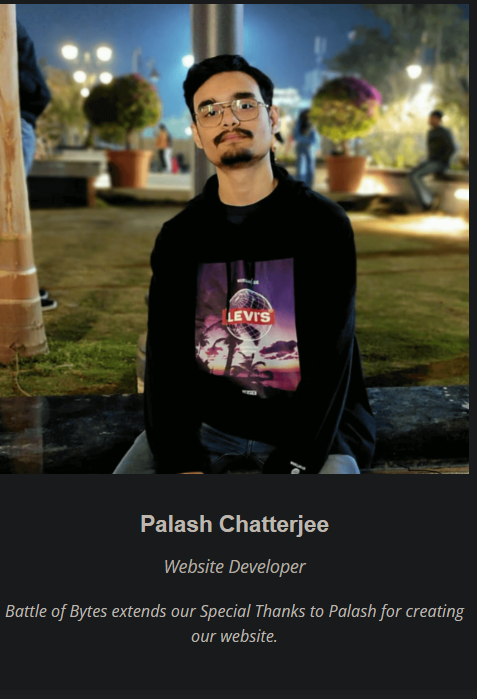 LEVI'S
Palash Chatterjee
Website Developer
Battle of Bytes extends our Special Thanks to Palash for creating
our website.